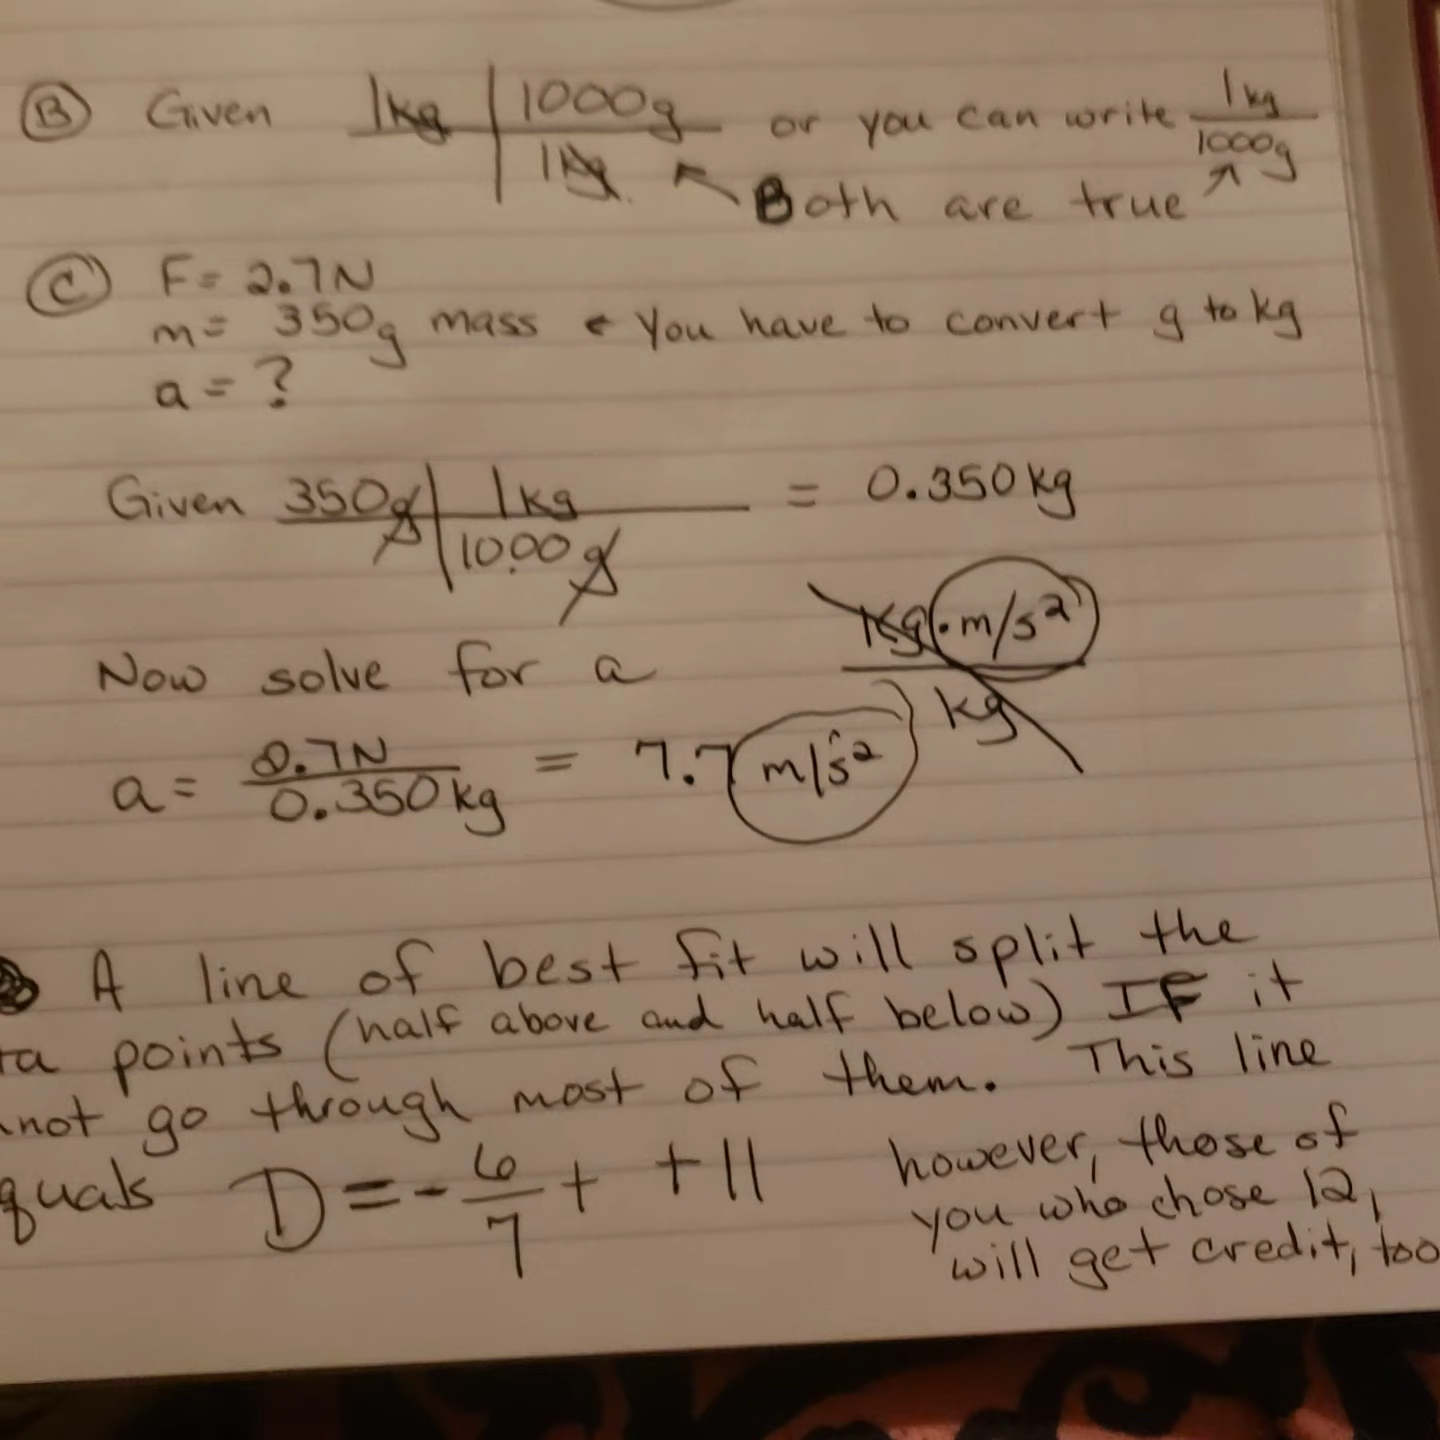 B Given 1kg | 1000g / 1kg or you can write 1kg / 1000g
Both are true
C F= 2.7N
m= 350g mass ← You have to convert g to kg
a = ?
Given 350g | 1kg / 1000g = 0.350kg
kg·m/s² / kg
Now solve for a
a = 2.7N / 0.350kg = 7.7 m/s²
A line of best fit will split the
ta points (half above and half below) IF it
not go through most of them. This line
quals D = - 6/7 t + 11
however, those of
you who chose 12,
will get credit, too